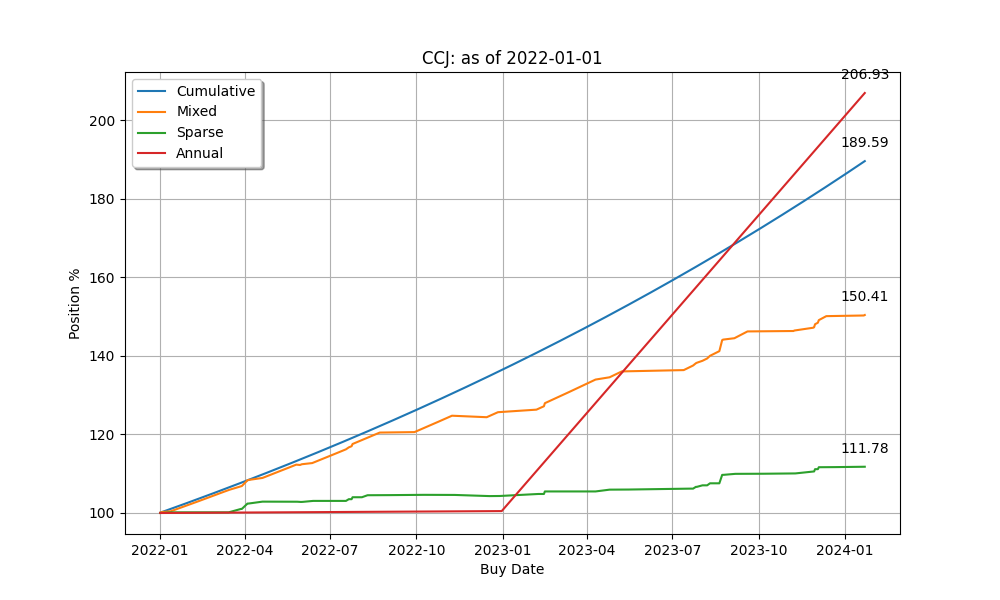 CCJ: as of 2022-01-01
206.93
Cumulative
Mixed
Sparse
Annual
189.59
150.41
111.78
200
180
160
140
120
100
Position %
2022-01 2022-04 2022-07 2022-10 2023-01 2023-04 2023-07 2023-10 2024-01
Buy Date